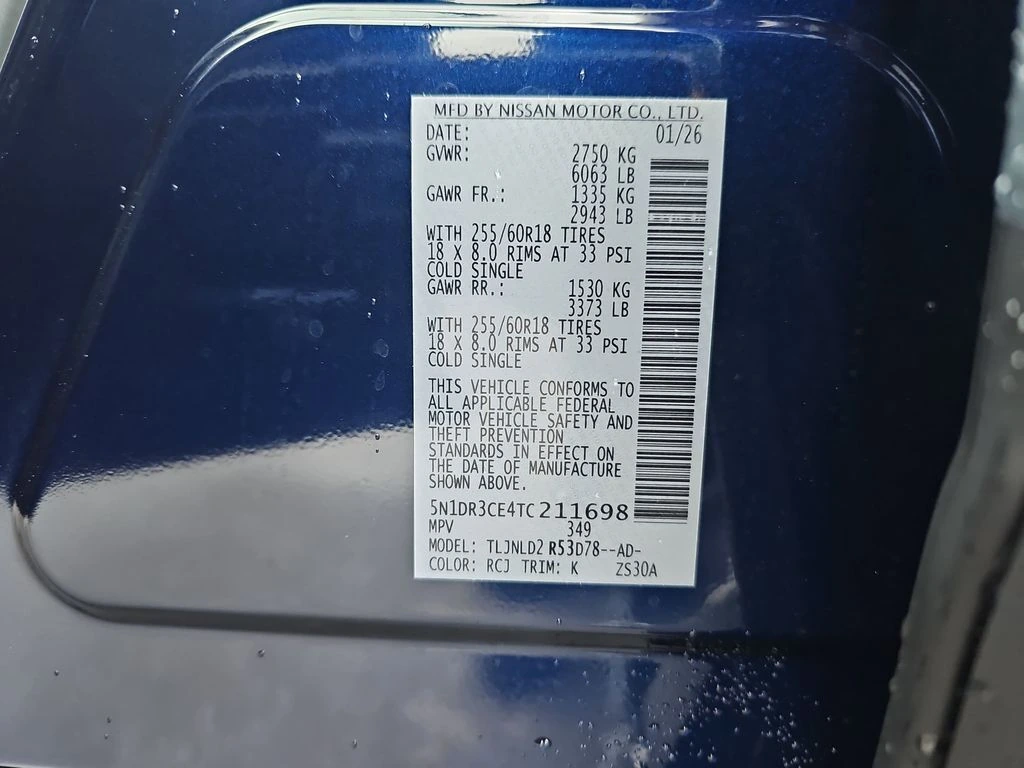 MFD BY NISSAN MOTOR CO., LTD.
DATE: 01/26
GVWR: 2750 KG
6063 LB
GAWR FR.: 1335 KG
2943 LB
WITH 255/60R18 TIRES
18 X 8.0 RIMS AT 33 PSI
COLD SINGLE
GAWR RR.: 1530 KG
3373 LB
WITH 255/60R18 TIRES
18 X 8.0 RIMS AT 33 PSI
COLD SINGLE
THIS VEHICLE CONFORMS TO
ALL APPLICABLE FEDERAL
MOTOR VEHICLE SAFETY AND
THEFT PREVENTION
STANDARDS IN EFFECT ON
THE DATE OF MANUFACTURE
SHOWN ABOVE.
5N1DR3CE4TC211698
MPV 349
MODEL: TLJNLD2 R53D78--AD-
COLOR: RCJ TRIM: K ZS30A